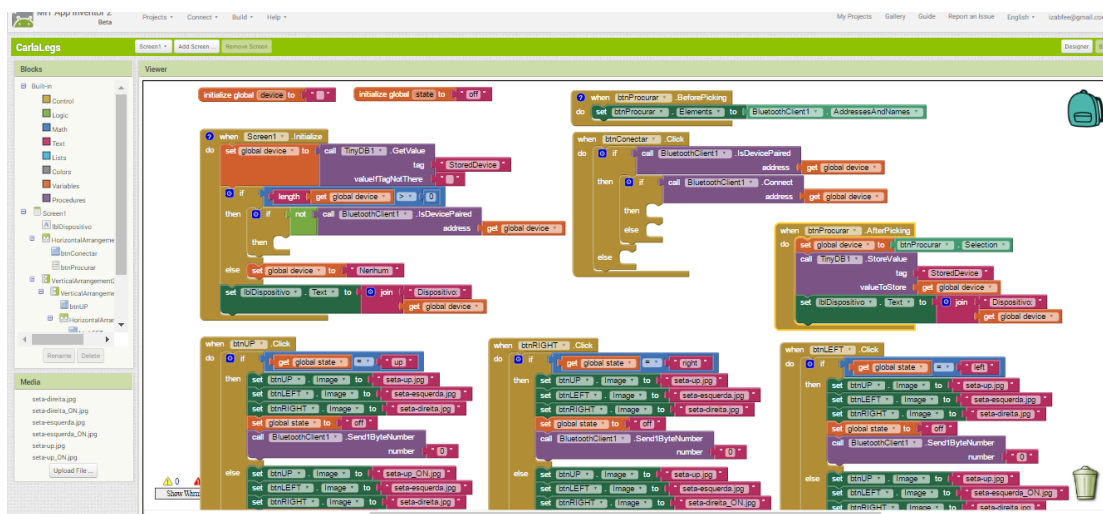 MIT App Inventor 2
Beta
Projects
Connect
Build
Help
My Projects
Gallery
Guide
Report an Issue
English
izabfee@gmail.com
CarlaLegs
Screen1
Add Screen ...
Remove Screen
Designer
Blocks
Viewer
Built-in
Control
Logic
Math
Text
Lists
Colors
Variables
Procedures
Screen1
lblDispositivo
HorizontalArrangeme
btnConectar
btnProcurar
VerticalArrangement2
VerticalArrangeme
btnUP
HorizontalArrar
Rename
Delete
Media
seta-direita.jpg
seta-direita_ON.jpg
seta-esquerda.jpg
seta-esquerda_ON.jpg
seta-up.jpg
seta-up_ON.jpg
Upload File ...
initialize global device to " "
initialize global state to " off "
when Screen1 .Initialize
do set global device to call TinyDB1 .GetValue
tag " StoredDevice "
valueIfTagNotThere " "
if length get global device > 0
then if not call BluetoothClient1 .IsDevicePaired
address get global device
then
else set global device to " Nenhum "
set lblDispositivo . Text to join " Dispositivo: "
get global device
when btnProcurar .BeforePicking
do set btnProcurar . Elements to BluetoothClient1 . AddressesAndNames
when btnConectar .Click
do if call BluetoothClient1 .IsDevicePaired
address get global device
then if call BluetoothClient1 .Connect
address get global device
then
else
else
when btnProcurar .AfterPicking
do set global device to btnProcurar . Selection
call TinyDB1 .StoreValue
tag " StoredDevice "
valueToStore get global device
set lblDispositivo . Text to join " Dispositivo: "
get global device
when btnUP .Click
do if get global state = " up "
then set btnUP . Image to " seta-up.jpg "
set btnLEFT . Image to " seta-esquerda.jpg "
set btnRIGHT . Image to " seta-direita.jpg "
set global state to " off "
call BluetoothClient1 .Send1ByteNumber
number " 0 "
else set btnUP . Image to " seta-up_ON.jpg "
set btnLEFT . Image to " seta-esquerda.jpg "
set btnRIGHT . Image to " seta-direita.jpg "
when btnRIGHT .Click
do if get global state = " right "
then set btnUP . Image to " seta-up.jpg "
set btnLEFT . Image to " seta-esquerda.jpg "
set btnRIGHT . Image to " seta-direita.jpg "
set global state to " off "
call BluetoothClient1 .Send1ByteNumber
number " 0 "
else set btnUP . Image to " seta-up.jpg "
set btnLEFT . Image to " seta-esquerda.jpg "
set btnRIGHT . Image to " seta-direita_ON.jpg "
when btnLEFT .Click
do if get global state = " left "
then set btnUP . Image to " seta-up.jpg "
set btnLEFT . Image to " seta-esquerda.jpg "
set btnRIGHT . Image to " seta-direita.jpg "
set global state to " off "
call BluetoothClient1 .Send1ByteNumber
number " 0 "
else set btnUP . Image to " seta-up.jpg "
set btnLEFT . Image to " seta-esquerda_ON.jpg "
set btnRIGHT . Image to " seta-direita.jpg "
0
Show